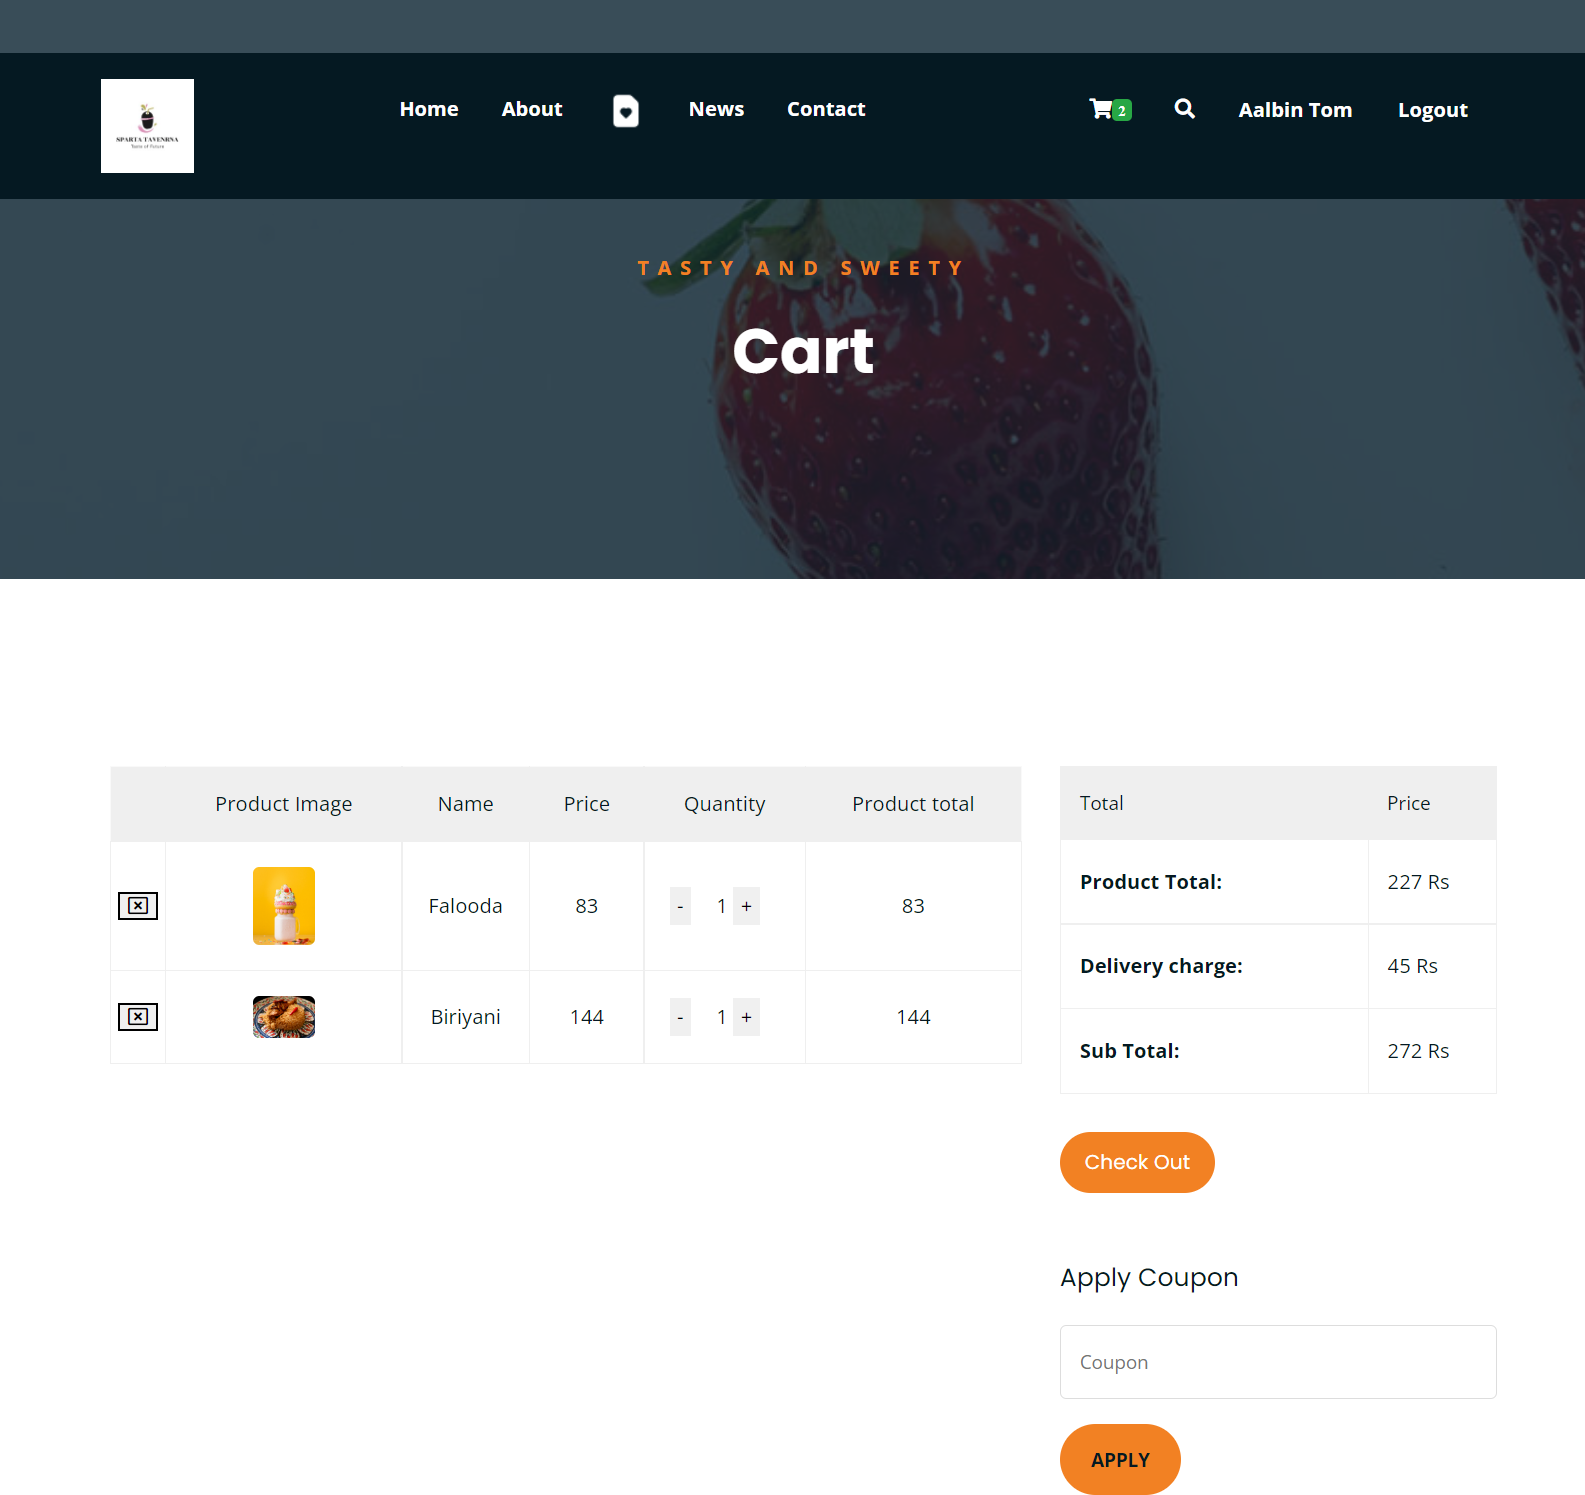 SPARTA TAVENRNA
Taste of Future
Home About News Contact 2 Aalbin Tom Logout
TASTY AND SWEETY
Cart
Product Image Name Price Quantity Product total
Falooda 83 - 1 + 83
Biriyani 144 - 1 + 144
Total Price
Product Total: 227 Rs
Delivery charge: 45 Rs
Sub Total: 272 Rs
Check Out
Apply Coupon
Coupon
APPLY